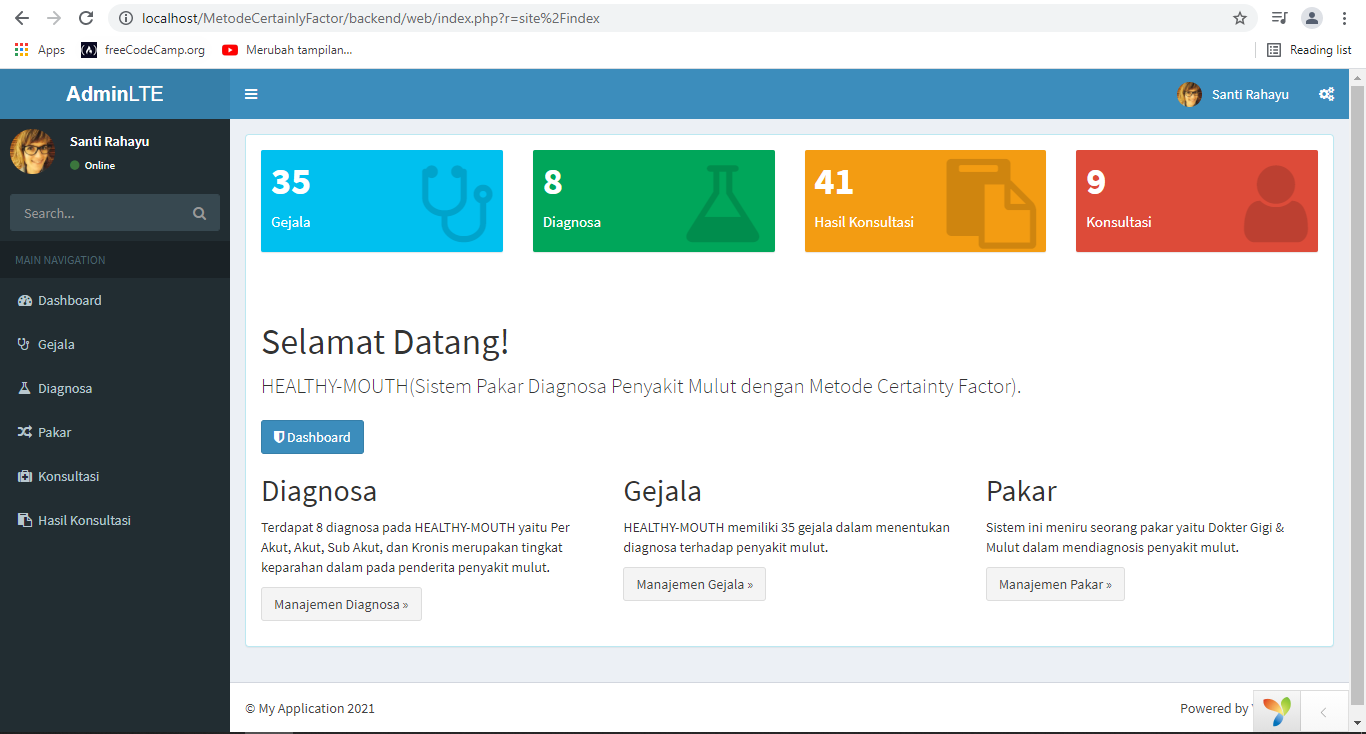 localhost/MetodeCertainlyFactor/backend/web/index.php?r=site%2Findex
Apps
freeCodeCamp.org
Merubah tampilan...
Reading list
AdminLTE
Santi Rahayu
Santi Rahayu
Online
Search...
MAIN NAVIGATION
Dashboard
Gejala
Diagnosa
Pakar
Konsultasi
Hasil Konsultasi
35
Gejala
8
Diagnosa
41
Hasil Konsultasi
9
Konsultasi
Selamat Datang!
HEALTHY-MOUTH(Sistem Pakar Diagnosa Penyakit Mulut dengan Metode Certainty Factor).
Dashboard
Diagnosa
Terdapat 8 diagnosa pada HEALTHY-MOUTH yaitu Per
Akut, Akut, Sub Akut, dan Kronis merupakan tingkat
keparahan dalam pada penderita penyakit mulut.
Manajemen Diagnosa »
Gejala
HEALTHY-MOUTH memiliki 35 gejala dalam menentukan
diagnosa terhadap penyakit mulut.
Manajemen Gejala »
Pakar
Sistem ini meniru seorang pakar yaitu Dokter Gigi &
Mulut dalam mendiagnosis penyakit mulut.
Manajemen Pakar »
© My Application 2021
Powered by